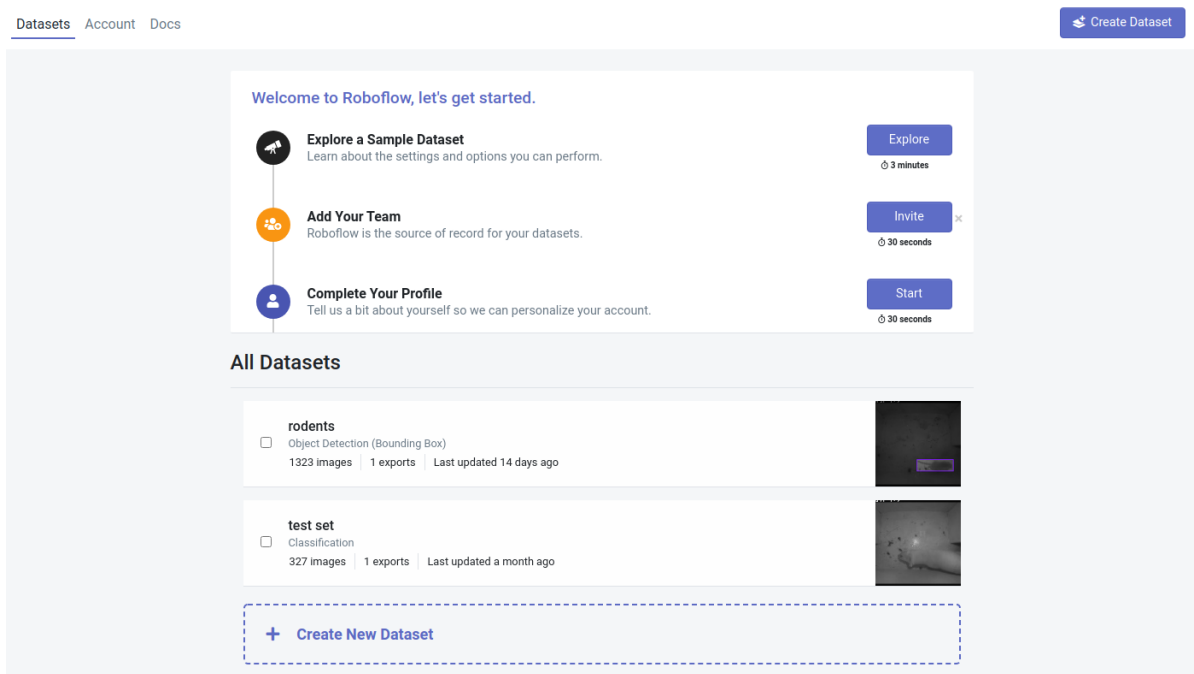 Datasets Account Docs Create Dataset
Welcome to Roboflow, let's get started.
Explore a Sample Dataset
Learn about the settings and options you can perform.
Explore
3 minutes
Add Your Team
Roboflow is the source of record for your datasets.
Invite ×
30 seconds
Complete Your Profile
Tell us a bit about yourself so we can personalize your account.
Start
30 seconds
All Datasets
rodents
Object Detection (Bounding Box)
1323 images 1 exports Last updated 14 days ago
test set
Classification
327 images 1 exports Last updated a month ago
+ Create New Dataset